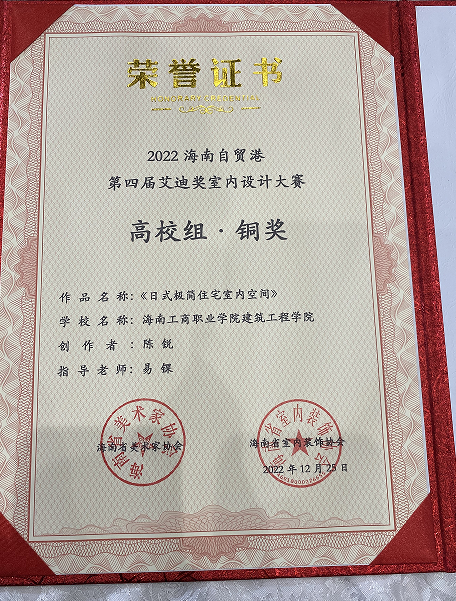 荣誉证书
HONORARY CREDENTIAL
2022 海南自贸港
第四届艾迪奖室内设计大赛
高校组·铜奖
作品名称：《日式极简住宅室内空间》
学校名称：海南工商职业学院建筑工程学院
创作者：陈锐
指导老师：易锞
海南省美术家协会
海南省室内装饰协会
2022 年 12 月 25 日